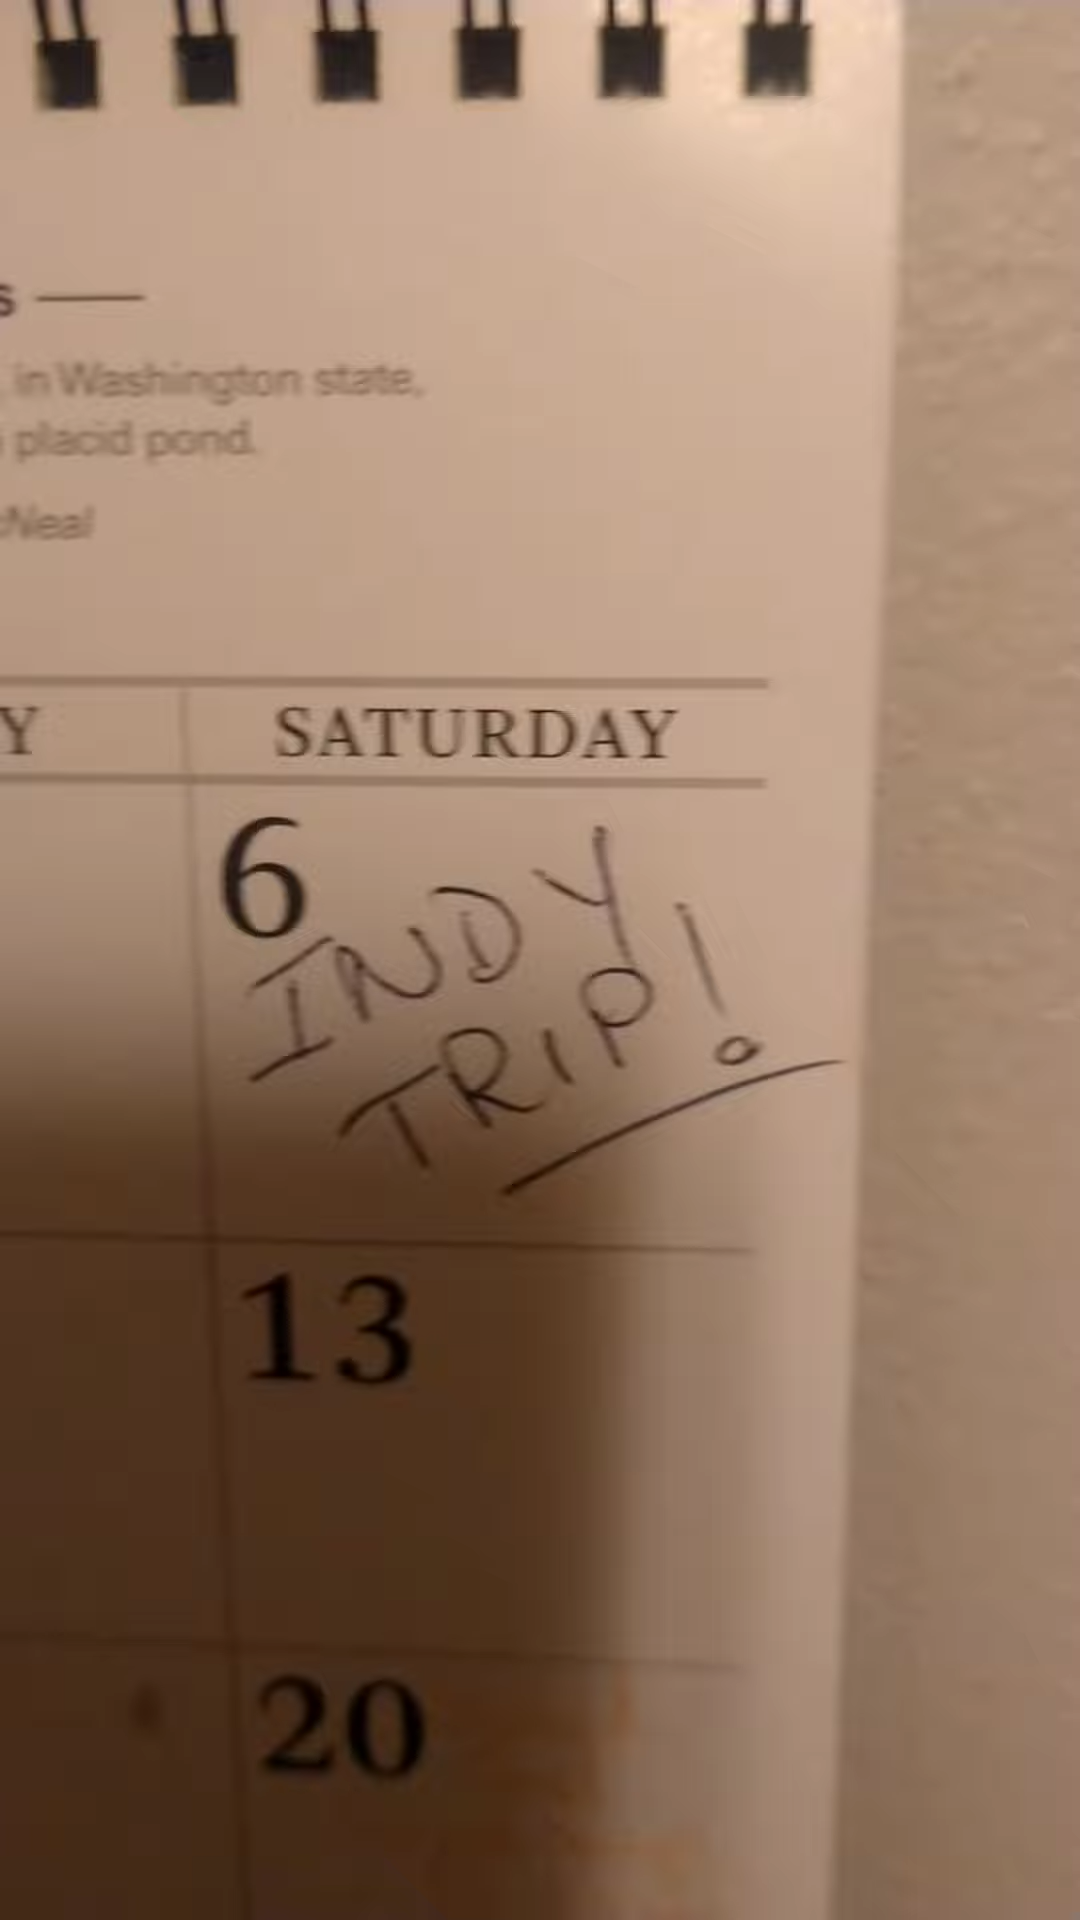 s
in Washington state,
placid pond.
Neal
Y SATURDAY
6
INDY
TRIP!
13
20